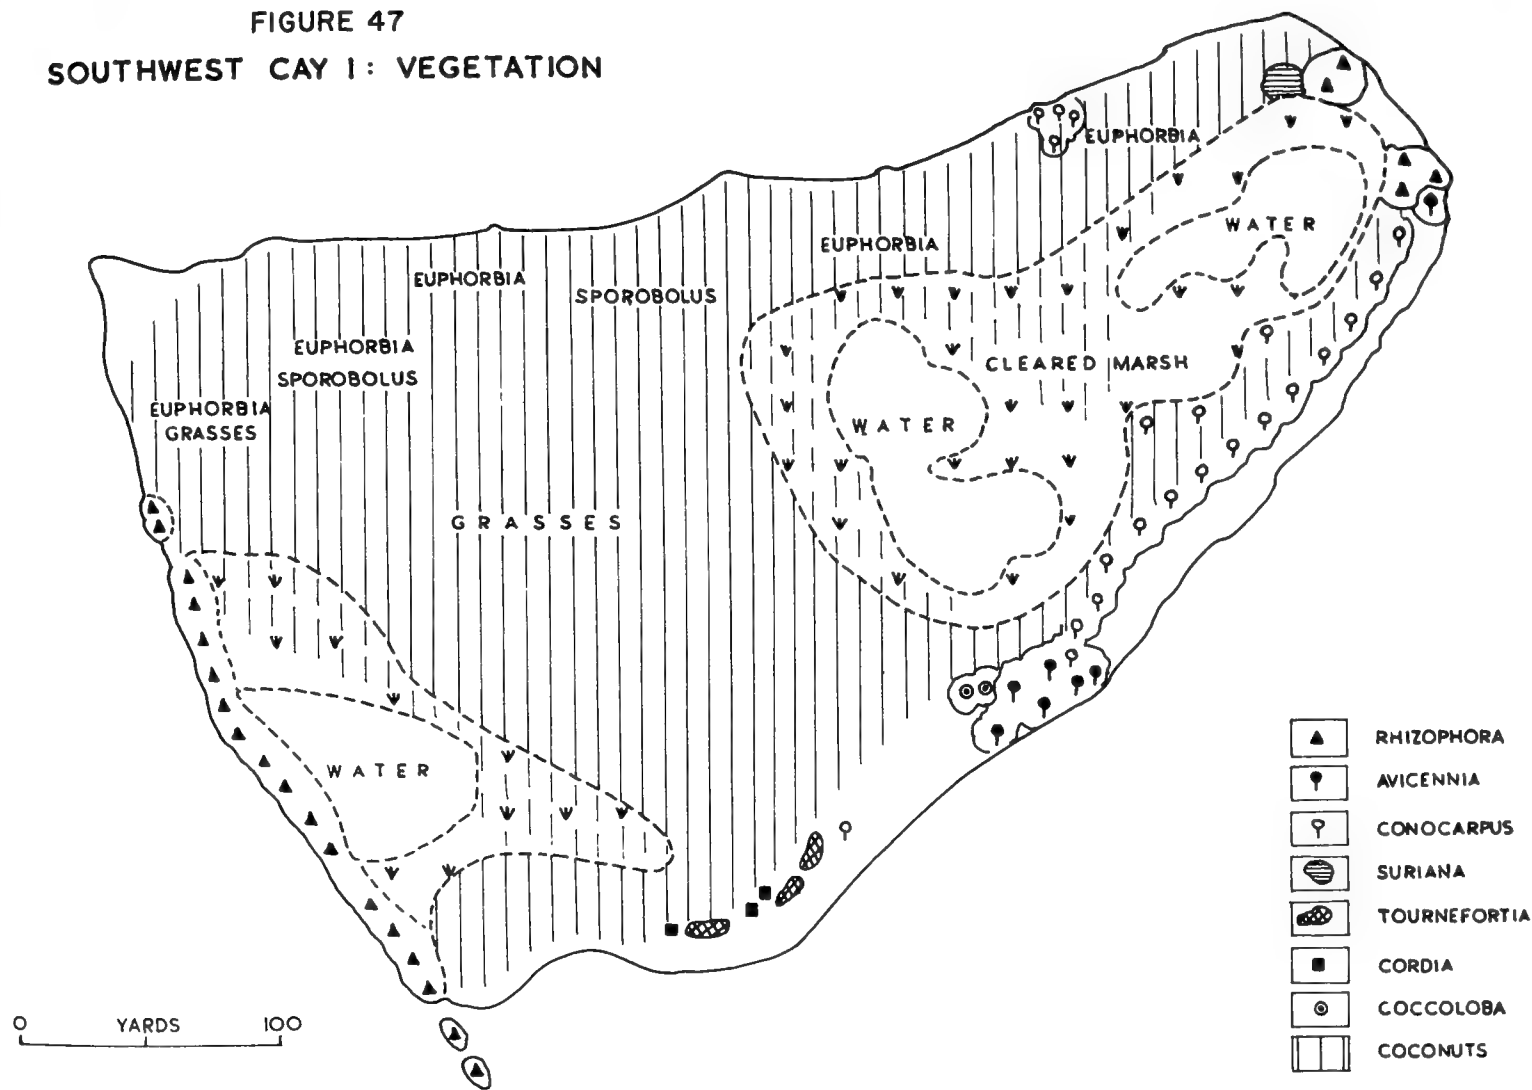 FIGURE 47
SOUTHWEST CAY I: VEGETATION
EUPHORBIA
WATER
EUPHORBIA
EUPHORBIA
SPOROBOLUS
EUPHORBIA
SPOROBOLUS
CLEARED MARSH
EUPHORBIA
GRASSES
WATER
GRASSES
WATER
RHIZOPHORA
AVICENNIA
CONOCARPUS
SURIANA
TOURNEFORTIA
CORDIA
COCCOLOBA
COCONUTS
0 YARDS 100